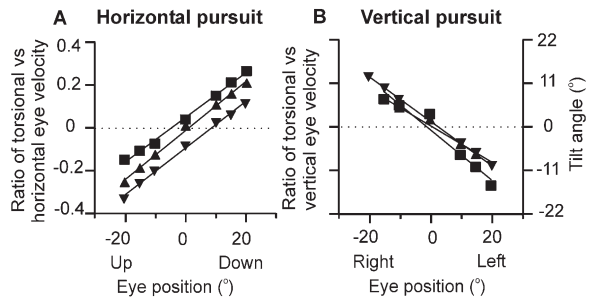 A Horizontal pursuit
B Vertical pursuit
Ratio of torsional vs
horizontal eye velocity
0.4
0.2
0
-0.2
-0.4
-20 0 20
Up Down
Eye position (°)
Ratio of torsional vs
vertical eye velocity
-20 0 20
Right Left
Eye position (°)
22
11
0
-11
-22
Tilt angle (°)